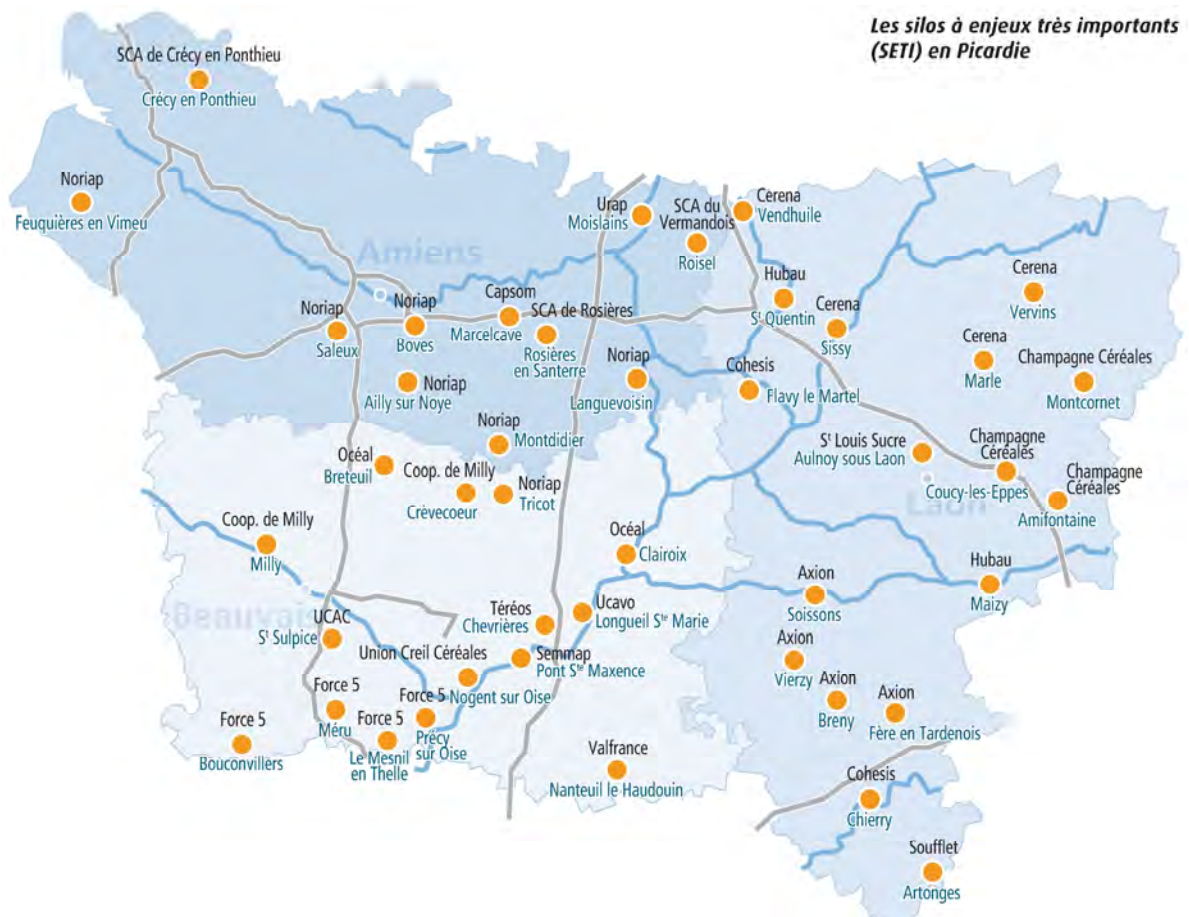 Les silos à enjeux très importants
(SETI) en Picardie
SCA de Crécy en Ponthieu
Crécy en Ponthieu
Noriap
Feuquières en Vimeu
Amiens
Urap
Moislains
SCA du
Vermandois
Roisel
Cerena
Vendhuile
Hubau
Sᵗ Quentin
Cerena
Sissy
Cerena
Vervins
Cerena
Marle
Champagne Céréales
Montcornet
Noriap
Saleux
Noriap
Boves
Capsom
Marcelcave
SCA de Rosières
Rosières
en Santerre
Noriap
Ailly sur Noye
Noriap
Languevoisin
Cohesis
Flavy le Martel
Noriap
Montdidier
Océal
Breteuil
Coop. de Milly
Crèvecoeur
Noriap
Tricot
Sᵗ Louis Sucre
Aulnoy sous Laon
Laon
Champagne
Céréales
Coucy-les-Eppes
Champagne
Céréales
Amifontaine
Coop. de Milly
Milly
Océal
Clairoix
Axion
Soissons
Hubau
Maizy
Beauvais
UCAC
Sᵗ Sulpice
Téréos
Chevrières
Ucavo
Longueil Sᵗᵉ Marie
Union Creil Céréales
Nogent sur Oise
Semmap
Pont Sᵗᵉ Maxence
Axion
Vierzy
Axion
Breny
Axion
Fère en Tardenois
Force 5
Méru
Force 5
Le Mesnil
en Thelle
Force 5
Précy
sur Oise
Force 5
Bouconvillers
Valfrance
Nanteuil le Haudouin
Cohesis
Chierry
Soufflet
Artonges